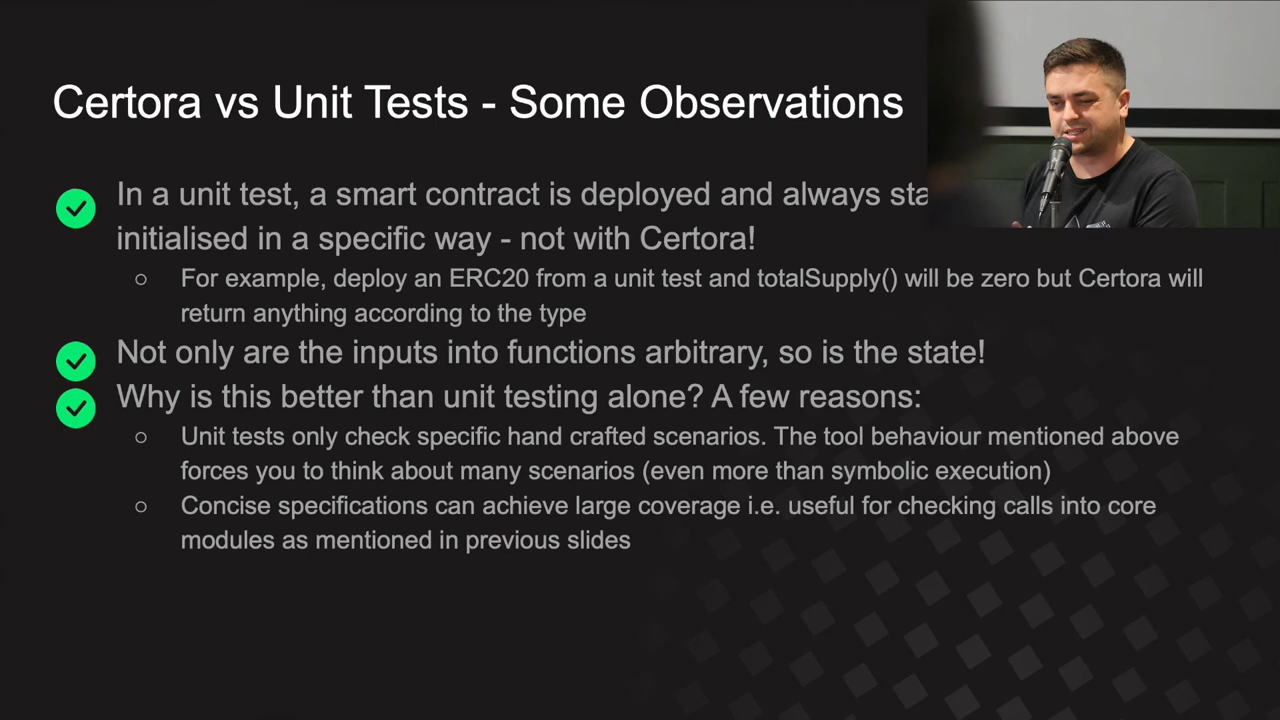 Certora vs Unit Tests - Some Observations
In a unit test, a smart contract is deployed and always sta
initialised in a specific way - not with Certora!
For example, deploy an ERC20 from a unit test and totalSupply() will be zero but Certora will
return anything according to the type
Not only are the inputs into functions arbitrary, so is the state!
Why is this better than unit testing alone? A few reasons:
Unit tests only check specific hand crafted scenarios. The tool behaviour mentioned above
forces you to think about many scenarios (even more than symbolic execution)
Concise specifications can achieve large coverage i.e. useful for checking calls into core
modules as mentioned in previous slides